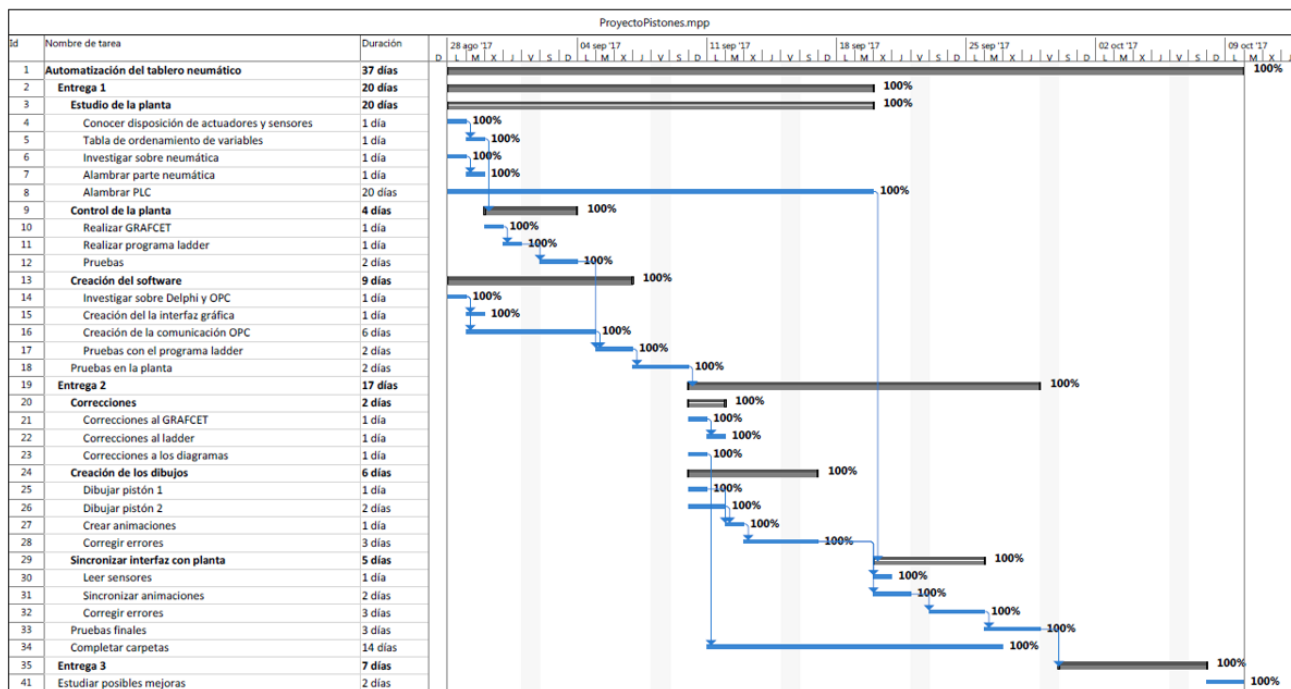 ProyectoPistones.mpp
Id Nombre de tarea Duración 28 ago '17 04 sep '17 11 sep '17 18 sep '17 25 sep '17 02 oct '17 09 oct '17
D L M X J V S D L M X J V S D L M X J V S D L M X J V S D L M X J V S D L M X J V S D L M X J
1 Automatización del tablero neumático 37 días 100%
2 Entrega 1 20 días 100%
3 Estudio de la planta 20 días 100%
4 Conocer disposición de actuadores y sensores 1 día 100%
5 Tabla de ordenamiento de variables 1 día 100%
6 Investigar sobre neumática 1 día 100%
7 Alambrar parte neumática 1 día 100%
8 Alambrar PLC 20 días 100%
9 Control de la planta 4 días 100%
10 Realizar GRAFCET 1 día 100%
11 Realizar programa ladder 1 día 100%
12 Pruebas 2 días 100%
13 Creación del software 9 días 100%
14 Investigar sobre Delphi y OPC 1 día 100%
15 Creación del la interfaz gráfica 1 día 100%
16 Creación de la comunicación OPC 6 días 100%
17 Pruebas con el programa ladder 2 días 100%
18 Pruebas en la planta 2 días 100%
19 Entrega 2 17 días 100%
20 Correcciones 2 días 100%
21 Correcciones al GRAFCET 1 día 100%
22 Correcciones al ladder 1 día 100%
23 Correcciones a los diagramas 1 día 100%
24 Creación de los dibujos 6 días 100%
25 Dibujar pistón 1 1 día 100%
26 Dibujar pistón 2 2 días 100%
27 Crear animaciones 1 día 100%
28 Corregir errores 3 días 100%
29 Sincronizar interfaz con planta 5 días 100%
30 Leer sensores 1 día 100%
31 Sincronizar animaciones 2 días 100%
32 Corregir errores 3 días 100%
33 Pruebas finales 3 días 100%
34 Completar carpetas 14 días 100%
35 Entrega 3 7 días 100%
41 Estudiar posibles mejoras 2 días 100%